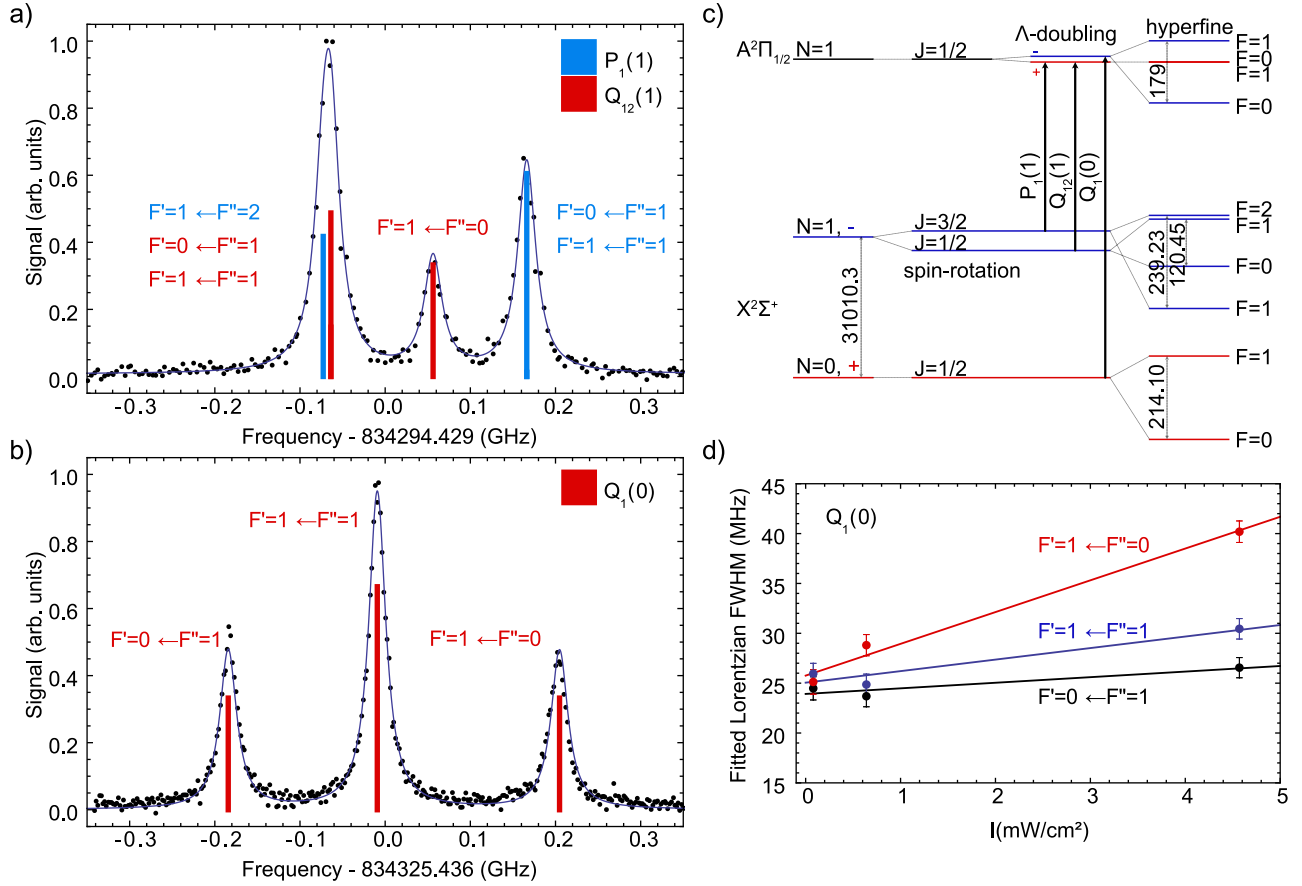 a)
1.0
0.8
0.6
0.4
0.2
0.0
Signal (arb. units)
P₁(1)
Q₁₂(1)
F'=1 ←F"=2
F'=0 ←F"=1
F'=1 ←F"=1
F'=1 ←F"=0
F'=0 ←F"=1
F'=1 ←F"=1
-0.3 -0.2 -0.1 0.0 0.1 0.2 0.3
Frequency - 834294.429 (GHz)
b)
1.0
0.8
0.6
0.4
0.2
0.0
Signal (arb. units)
Q₁(0)
F'=1 ←F"=1
F'=0 ←F"=1
F'=1 ←F"=0
-0.3 -0.2 -0.1 0.0 0.1 0.2 0.3
Frequency - 834325.436 (GHz)
c)
Λ-doubling
hyperfine
A²Π₁/₂
N=1
J=1/2
-
+
F=1
F=0
F=1
F=0
179
P₁(1)
Q₁₂(1)
Q₁(0)
X²Σ⁺
N=1, -
J=3/2
J=1/2
spin-rotation
F=2
F=1
F=0
F=1
239.23
120.45
31010.3
N=0, +
J=1/2
F=1
F=0
214.10
d)
45
40
35
30
25
20
15
Fitted Lorentzian FWHM (MHz)
Q₁(0)
F'=1 ←F"=0
F'=1 ←F"=1
F'=0 ←F"=1
0 1 2 3 4 5
I(mW/cm²)